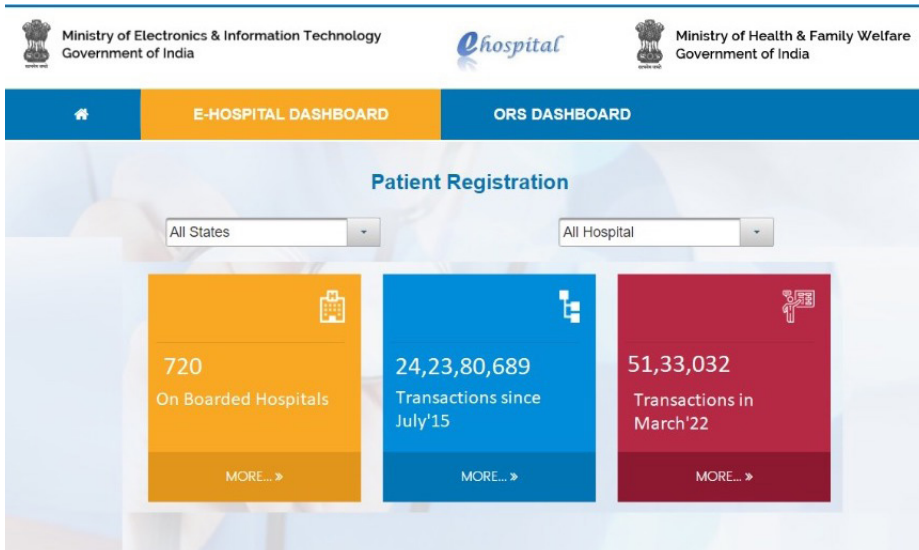 Ministry of Electronics & Information Technology
Government of India
ehospital
Ministry of Health & Family Welfare
Government of India
E-HOSPITAL DASHBOARD
ORS DASHBOARD
Patient Registration
All States
All Hospital
720
On Boarded Hospitals
MORE... »
24,23,80,689
Transactions since
July'15
MORE... »
51,33,032
Transactions in
March'22
MORE... »